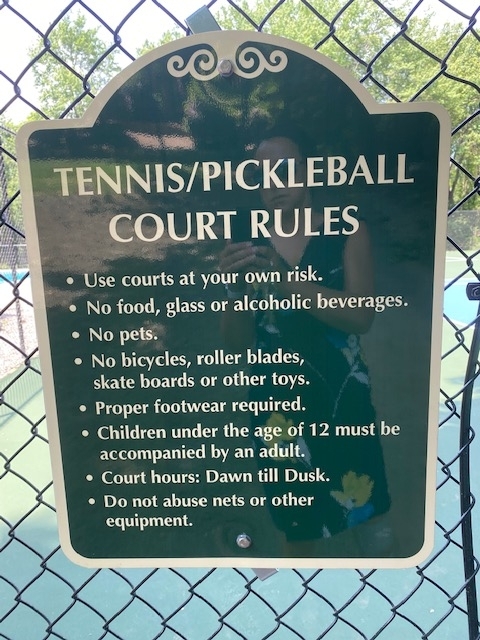 TENNIS/PICKLEBALL
COURT RULES
• Use courts at your own risk.
• No food, glass or alcoholic beverages.
• No pets.
• No bicycles, roller blades,
skate boards or other toys.
• Proper footwear required.
• Children under the age of 12 must be
accompanied by an adult.
• Court hours: Dawn till Dusk.
• Do not abuse nets or other
equipment.